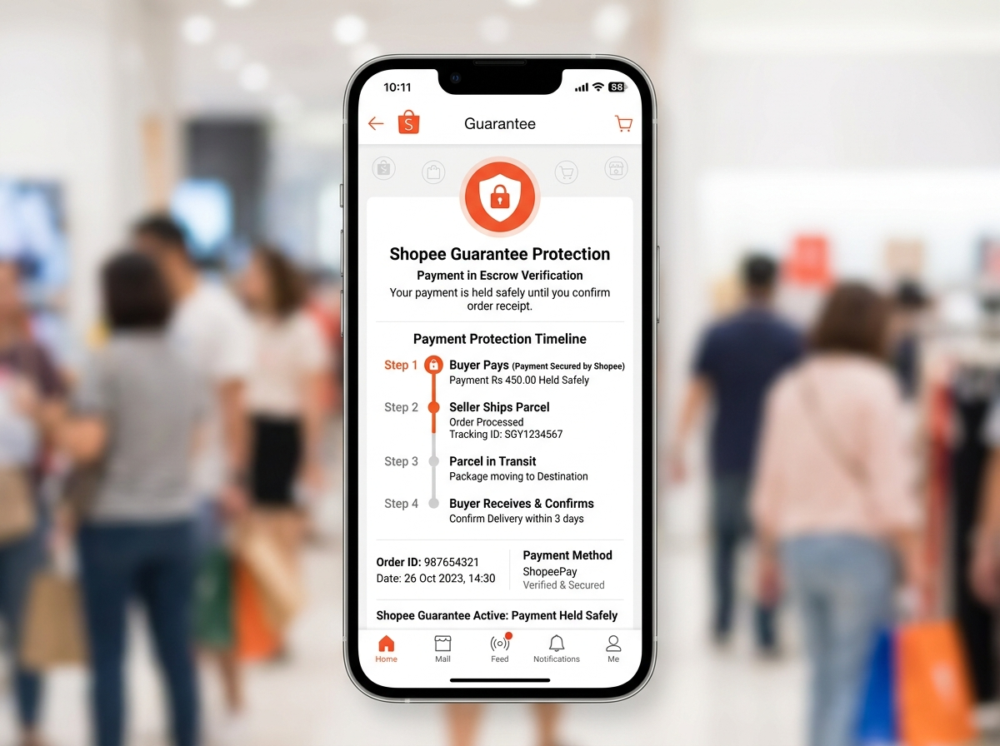 10:11
58
S
Guarantee
S
Shopee Guarantee Protection
Payment in Escrow Verification
Your payment is held safely until you confirm
order receipt.
Payment Protection Timeline
Step 1
Buyer Pays (Payment Secured by Shopee)
Payment Rs 450.00 Held Safely
Step 2
Seller Ships Parcel
Order Processed
Tracking ID: SGY1234567
Step 3
Parcel in Transit
Package moving to Destination
Step 4
Buyer Receives & Confirms
Confirm Delivery within 3 days
Order ID: 987654321
Date: 26 Oct 2023, 14:30
Payment Method
ShopeePay
Verified & Secured
Shopee Guarantee Active: Payment Held Safely
Home
Mall
Feed
Notifications
Me